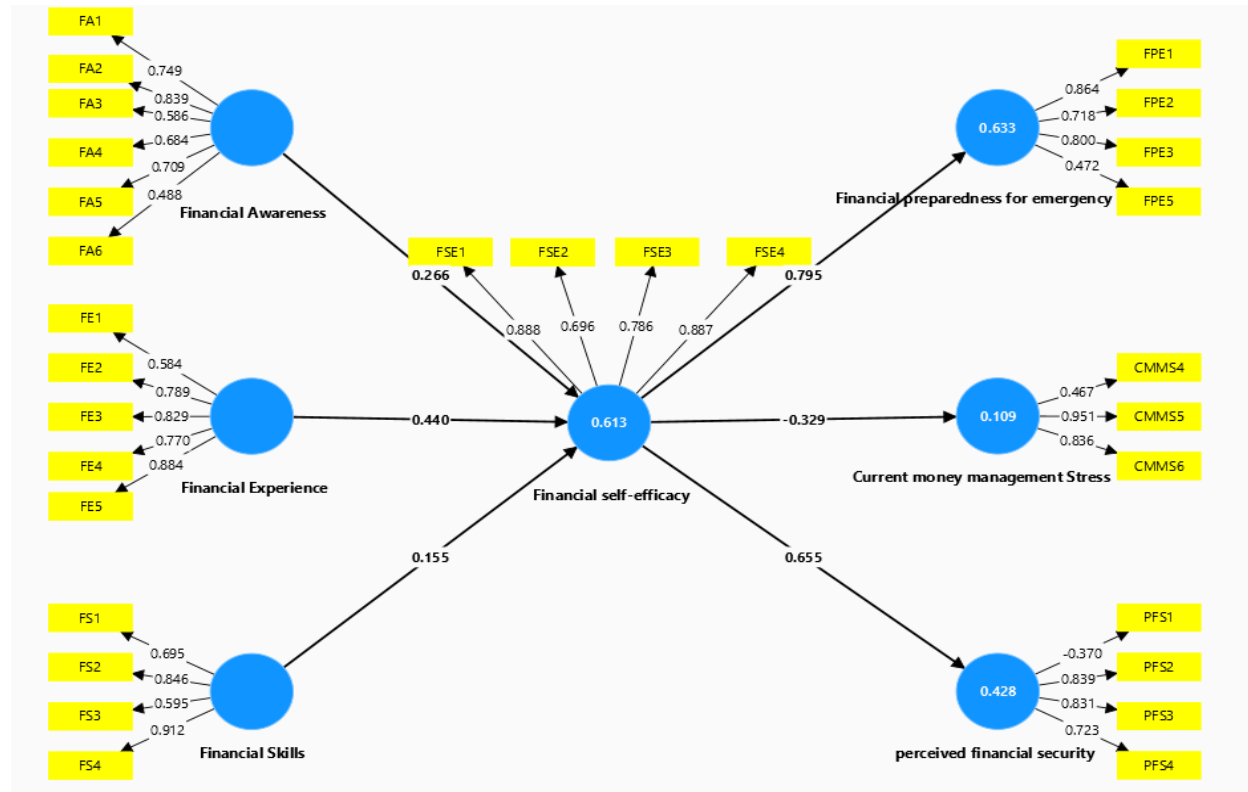 FA1
0.749
FA2
0.839
FA3
0.586
FA4
0.684
0.709
FA5
0.488
FA6
Financial Awareness
FE1
0.584
FE2
0.789
FE3
0.829
0.770
FE4
0.884
FE5
Financial Experience
FS1
0.695
FS2
0.846
FS3
0.595
0.912
FS4
Financial Skills
0.266
0.440
0.155
FSE1
FSE2
FSE3
FSE4
0.888
0.696
0.786
0.887
0.613
Financial self-efficacy
0.795
-0.329
0.655
0.633
Financial preparedness for emergency
FPE1
0.864
FPE2
0.718
0.800
FPE3
0.472
FPE5
0.109
Current money management Stress
CMMS4
0.467
0.951
CMMS5
0.836
CMMS6
0.428
perceived financial security
PFS1
-0.370
PFS2
0.839
0.831
PFS3
0.723
PFS4